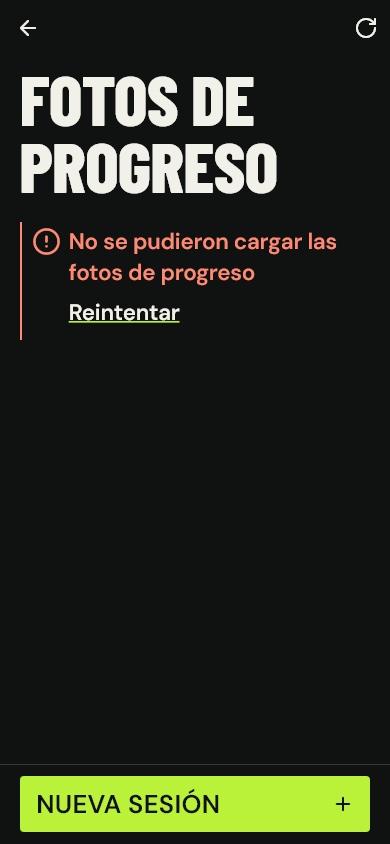 FOTOS DE
PROGRESO
No se pudieron cargar las
fotos de progreso
Reintentar
NUEVA SESIÓN +